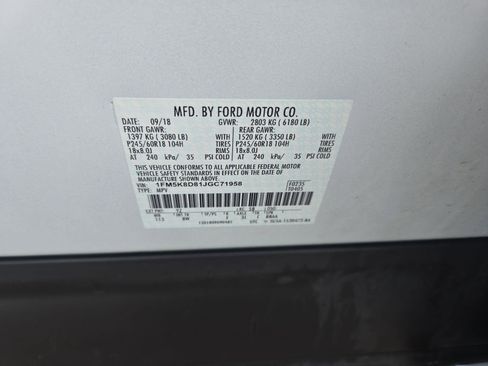 MFD. BY FORD MOTOR CO.
DATE: 09/18 GVWR: 2803 KG ( 6180 LB)
FRONT GAWR: REAR GAWR:
1397 KG ( 3080 LB) WITH 1520 KG ( 3350 LB) WITH
P245/60R18 104H TIRES P245/60R18 104H TIRES
18x8.0J RIMS 18x8.0J RIMS
AT 240 kPa/ 35 PSI COLD AT 240 kPa/ 35 PSI COLD
THIS VEHICLE CONFORMS TO ALL APPLICABLE FEDERAL MOTOR
VEHICLE SAFETY STANDARDS IN EFFECT ON THE DATE OF
MANUFACTURE SHOWN ABOVE.
VIN: 1FM5K8D81JGC71958 F0235
TYPE: MPV T0405